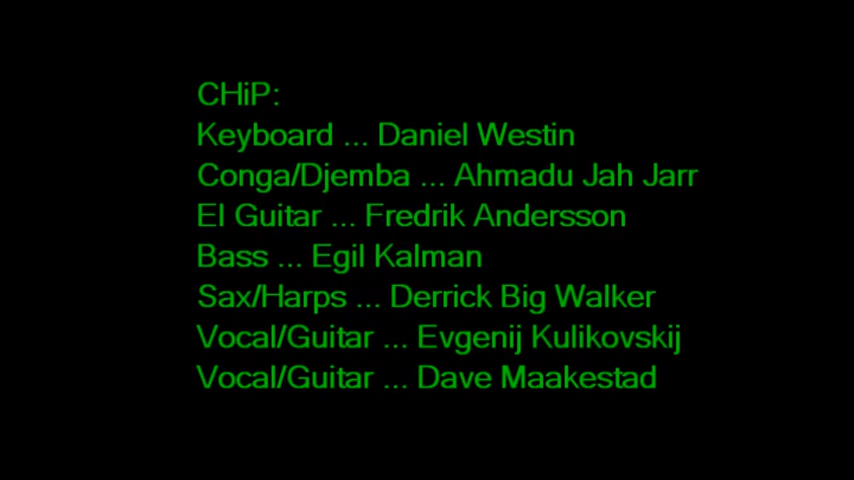 CHiP:
Keyboard ... Daniel Westin
Conga/Djemba ... Ahmadu Jah Jarr
El Guitar ... Fredrik Andersson
Bass ... Egil Kalman
Sax/Harps ... Derrick Big Walker
Vocal/Guitar ... Evgenij Kulikovskij
Vocal/Guitar ... Dave Maakestad